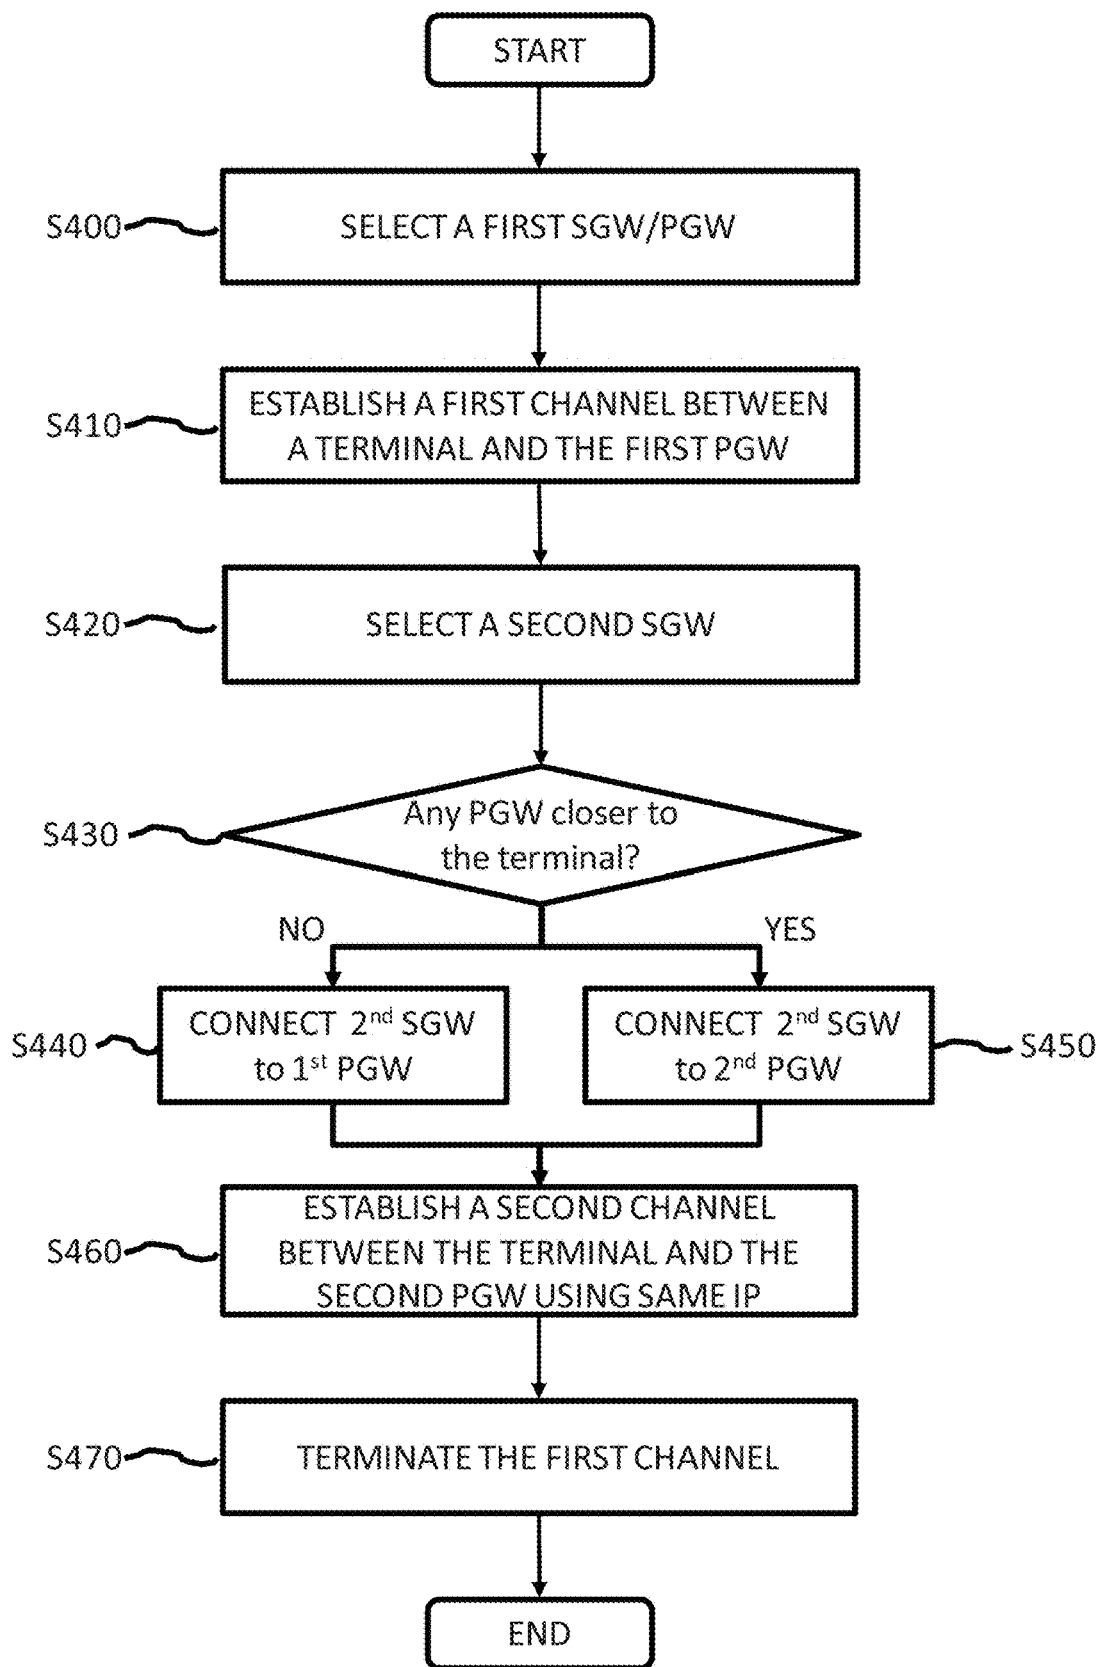 START
S400
SELECT A FIRST SGW/PGW
S410
ESTABLISH A FIRST CHANNEL BETWEEN
A TERMINAL AND THE FIRST PGW
S420
SELECT A SECOND SGW
S430
Any PGW closer to
the terminal?
NO
YES
S440
CONNECT 2nd SGW
to 1st PGW
CONNECT 2nd SGW
to 2nd PGW
S450
S460
ESTABLISH A SECOND CHANNEL
BETWEEN THE TERMINAL AND THE
SECOND PGW USING SAME IP
S470
TERMINATE THE FIRST CHANNEL
END